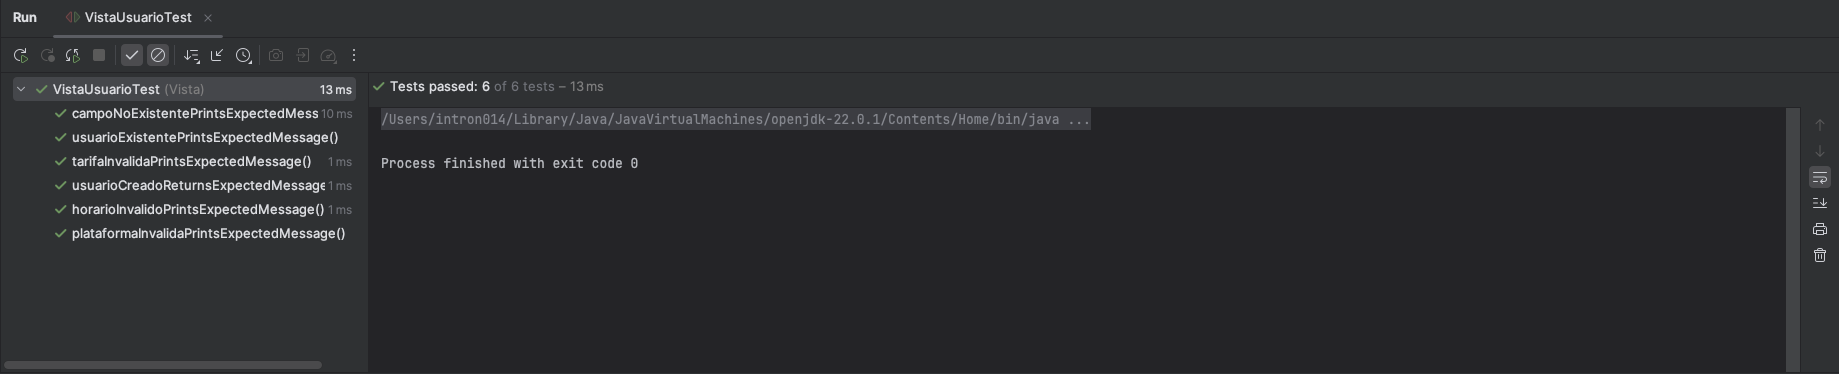 Run VistaUsuarioTest
VistaUsuarioTest (Vista) 13 ms
campoNoExistentePrintsExpectedMess 10 ms
usuarioExistentePrintsExpectedMessage()
tarifaInvalidaPrintsExpectedMessage() 1 ms
usuarioCreadoReturnsExpectedMessage 1 ms
horarioInvalidoPrintsExpectedMessage() 1 ms
plataformaInvalidaPrintsExpectedMessage()
Tests passed: 6 of 6 tests – 13 ms
/Users/intron014/Library/Java/JavaVirtualMachines/openjdk-22.0.1/Contents/Home/bin/java ...
Process finished with exit code 0